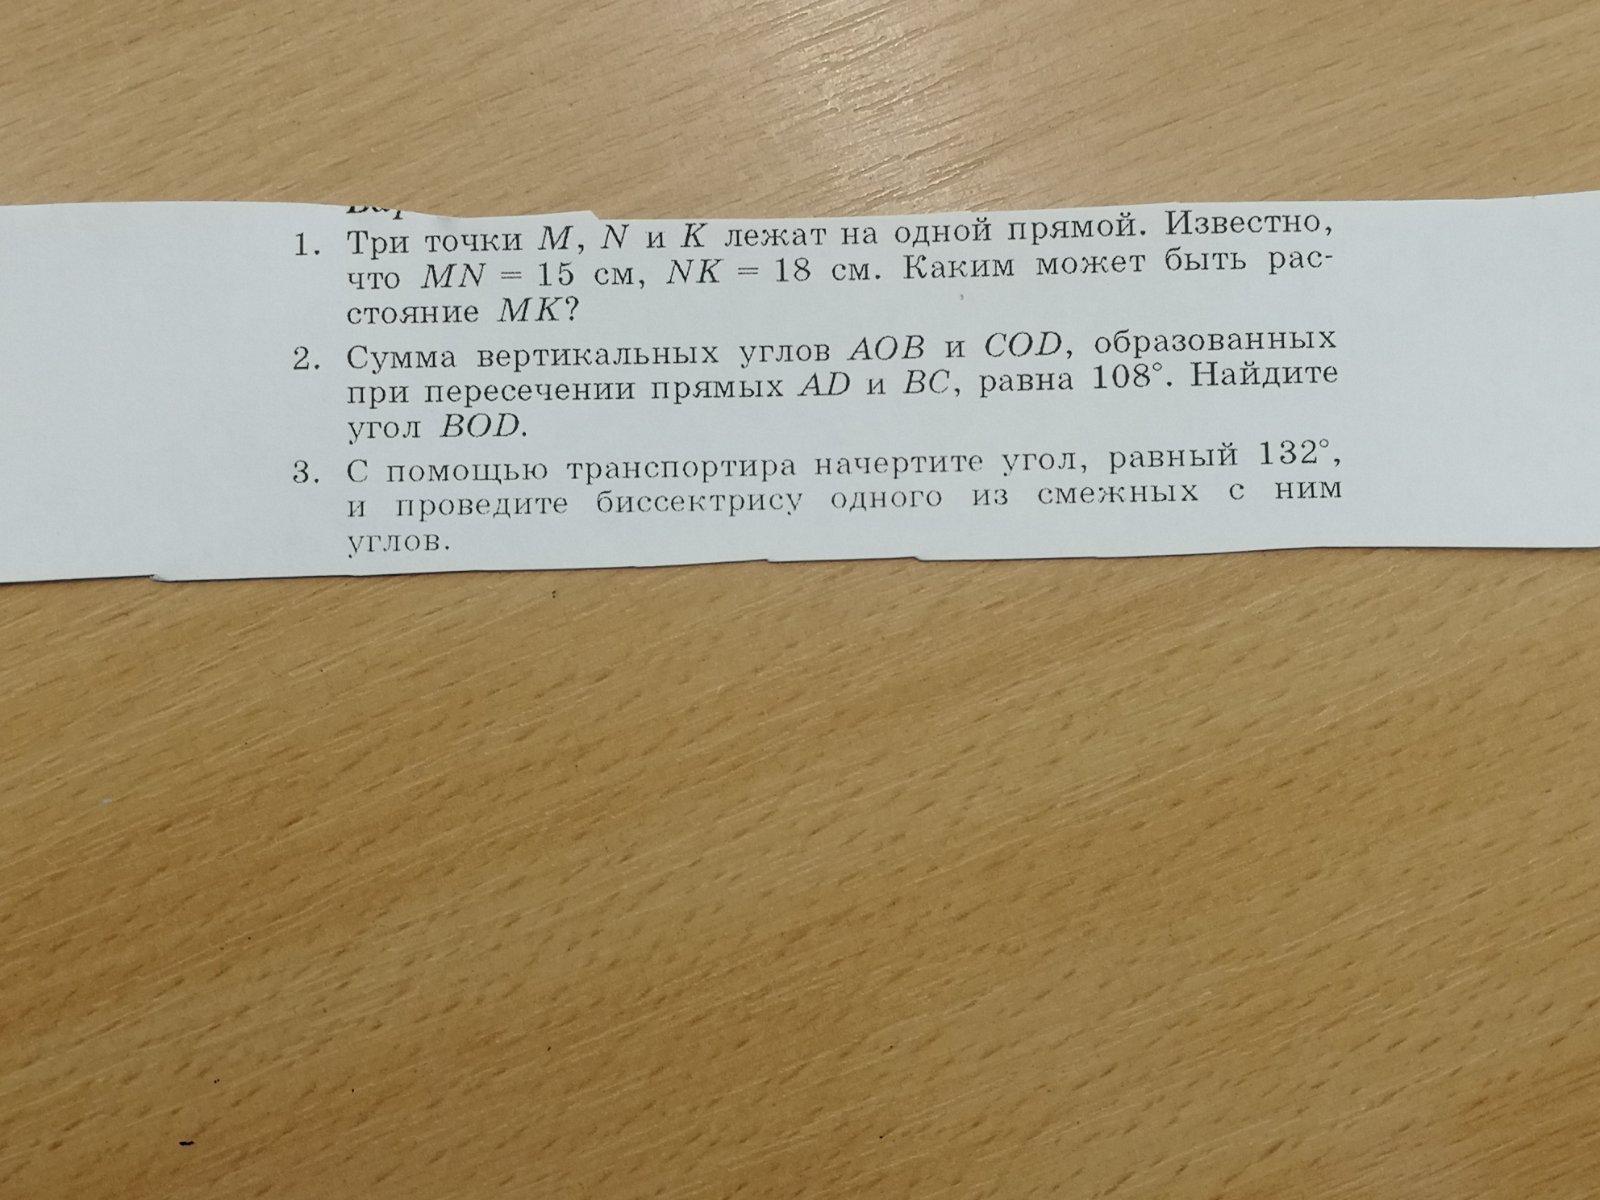 1. Три точки M, N и K лежат на одной прямой. Известно,
что MN = 15 см, NK = 18 см. Каким может быть рас-
стояние MK?
2. Сумма вертикальных углов AOB и COD, образованных
при пересечении прямых AD и BC, равна 108°. Найдите
угол BOD.
3. С помощью транспортира начертите угол, равный 132°,
и проведите биссектрису одного из смежных с ним
углов.